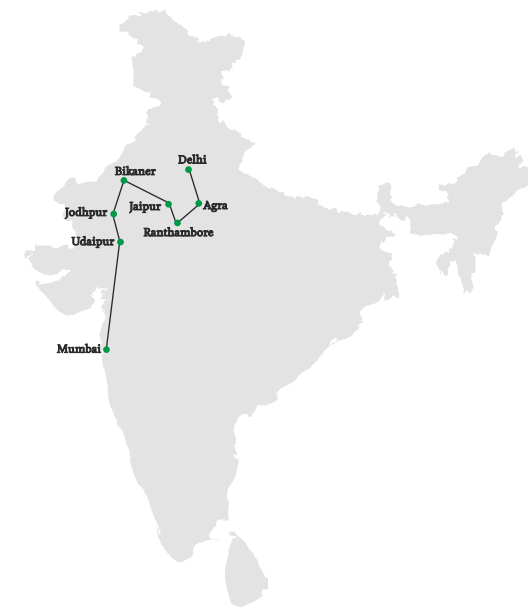 Delhi
Bikaner
Jaipur
Agra
Jodhpur
Ranthambore
Udaipur
Mumbai